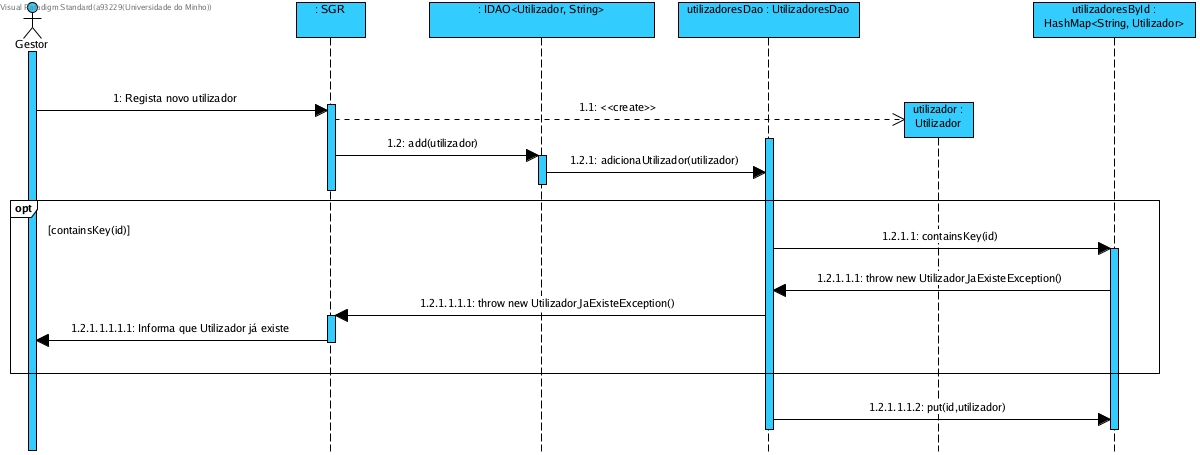 Visual Paradigm Standard(a93229(Universidade do Minho))
Gestor
: SGR
: IDAO<Utilizador, String>
utilizadoresDao : UtilizadoresDao
utilizadoresById :
HashMap<String, Utilizador>
1: Regista novo utilizador
1.1: <<create>>
utilizador :
Utilizador
1.2: add(utilizador)
1.2.1: adicionaUtilizador(utilizador)
opt
[containsKey(id)]
1.2.1.1: containsKey(id)
1.2.1.1.1: throw new UtilizadorJaExisteException()
1.2.1.1.1.1: throw new UtilizadorJaExisteException()
1.2.1.1.1.1.1: Informa que Utilizador já existe
1.2.1.1.1.2: put(id,utilizador)